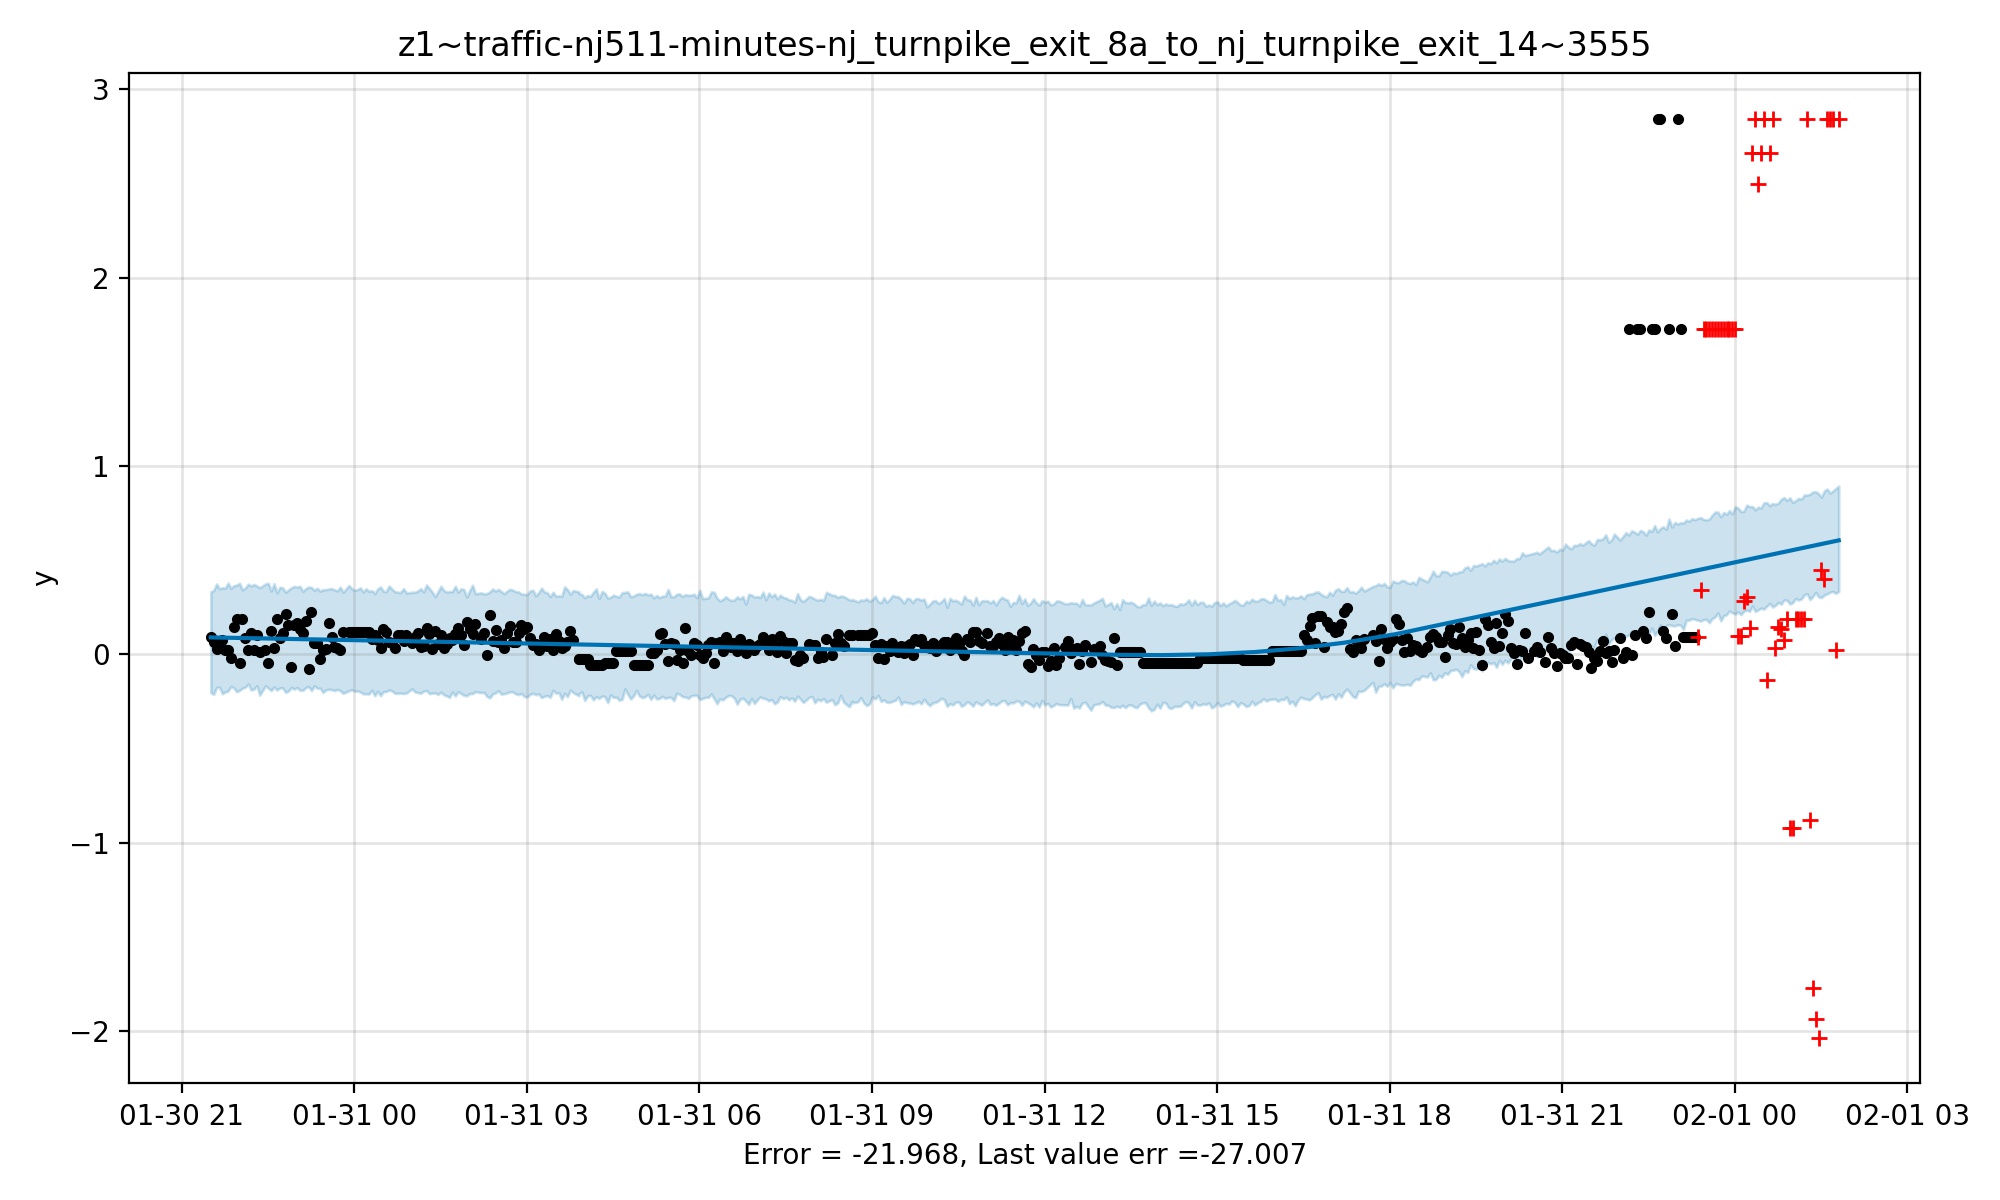 z1~traffic-nj511-minutes-nj_turnpike_exit_8a_to_nj_turnpike_exit_14~3555
3
2
1
0
−1
−2
y
01-30 21 01-31 00 01-31 03 01-31 06 01-31 09 01-31 12 01-31 15 01-31 18 01-31 21 02-01 00 02-01 03
Error = -21.968, Last value err =-27.007